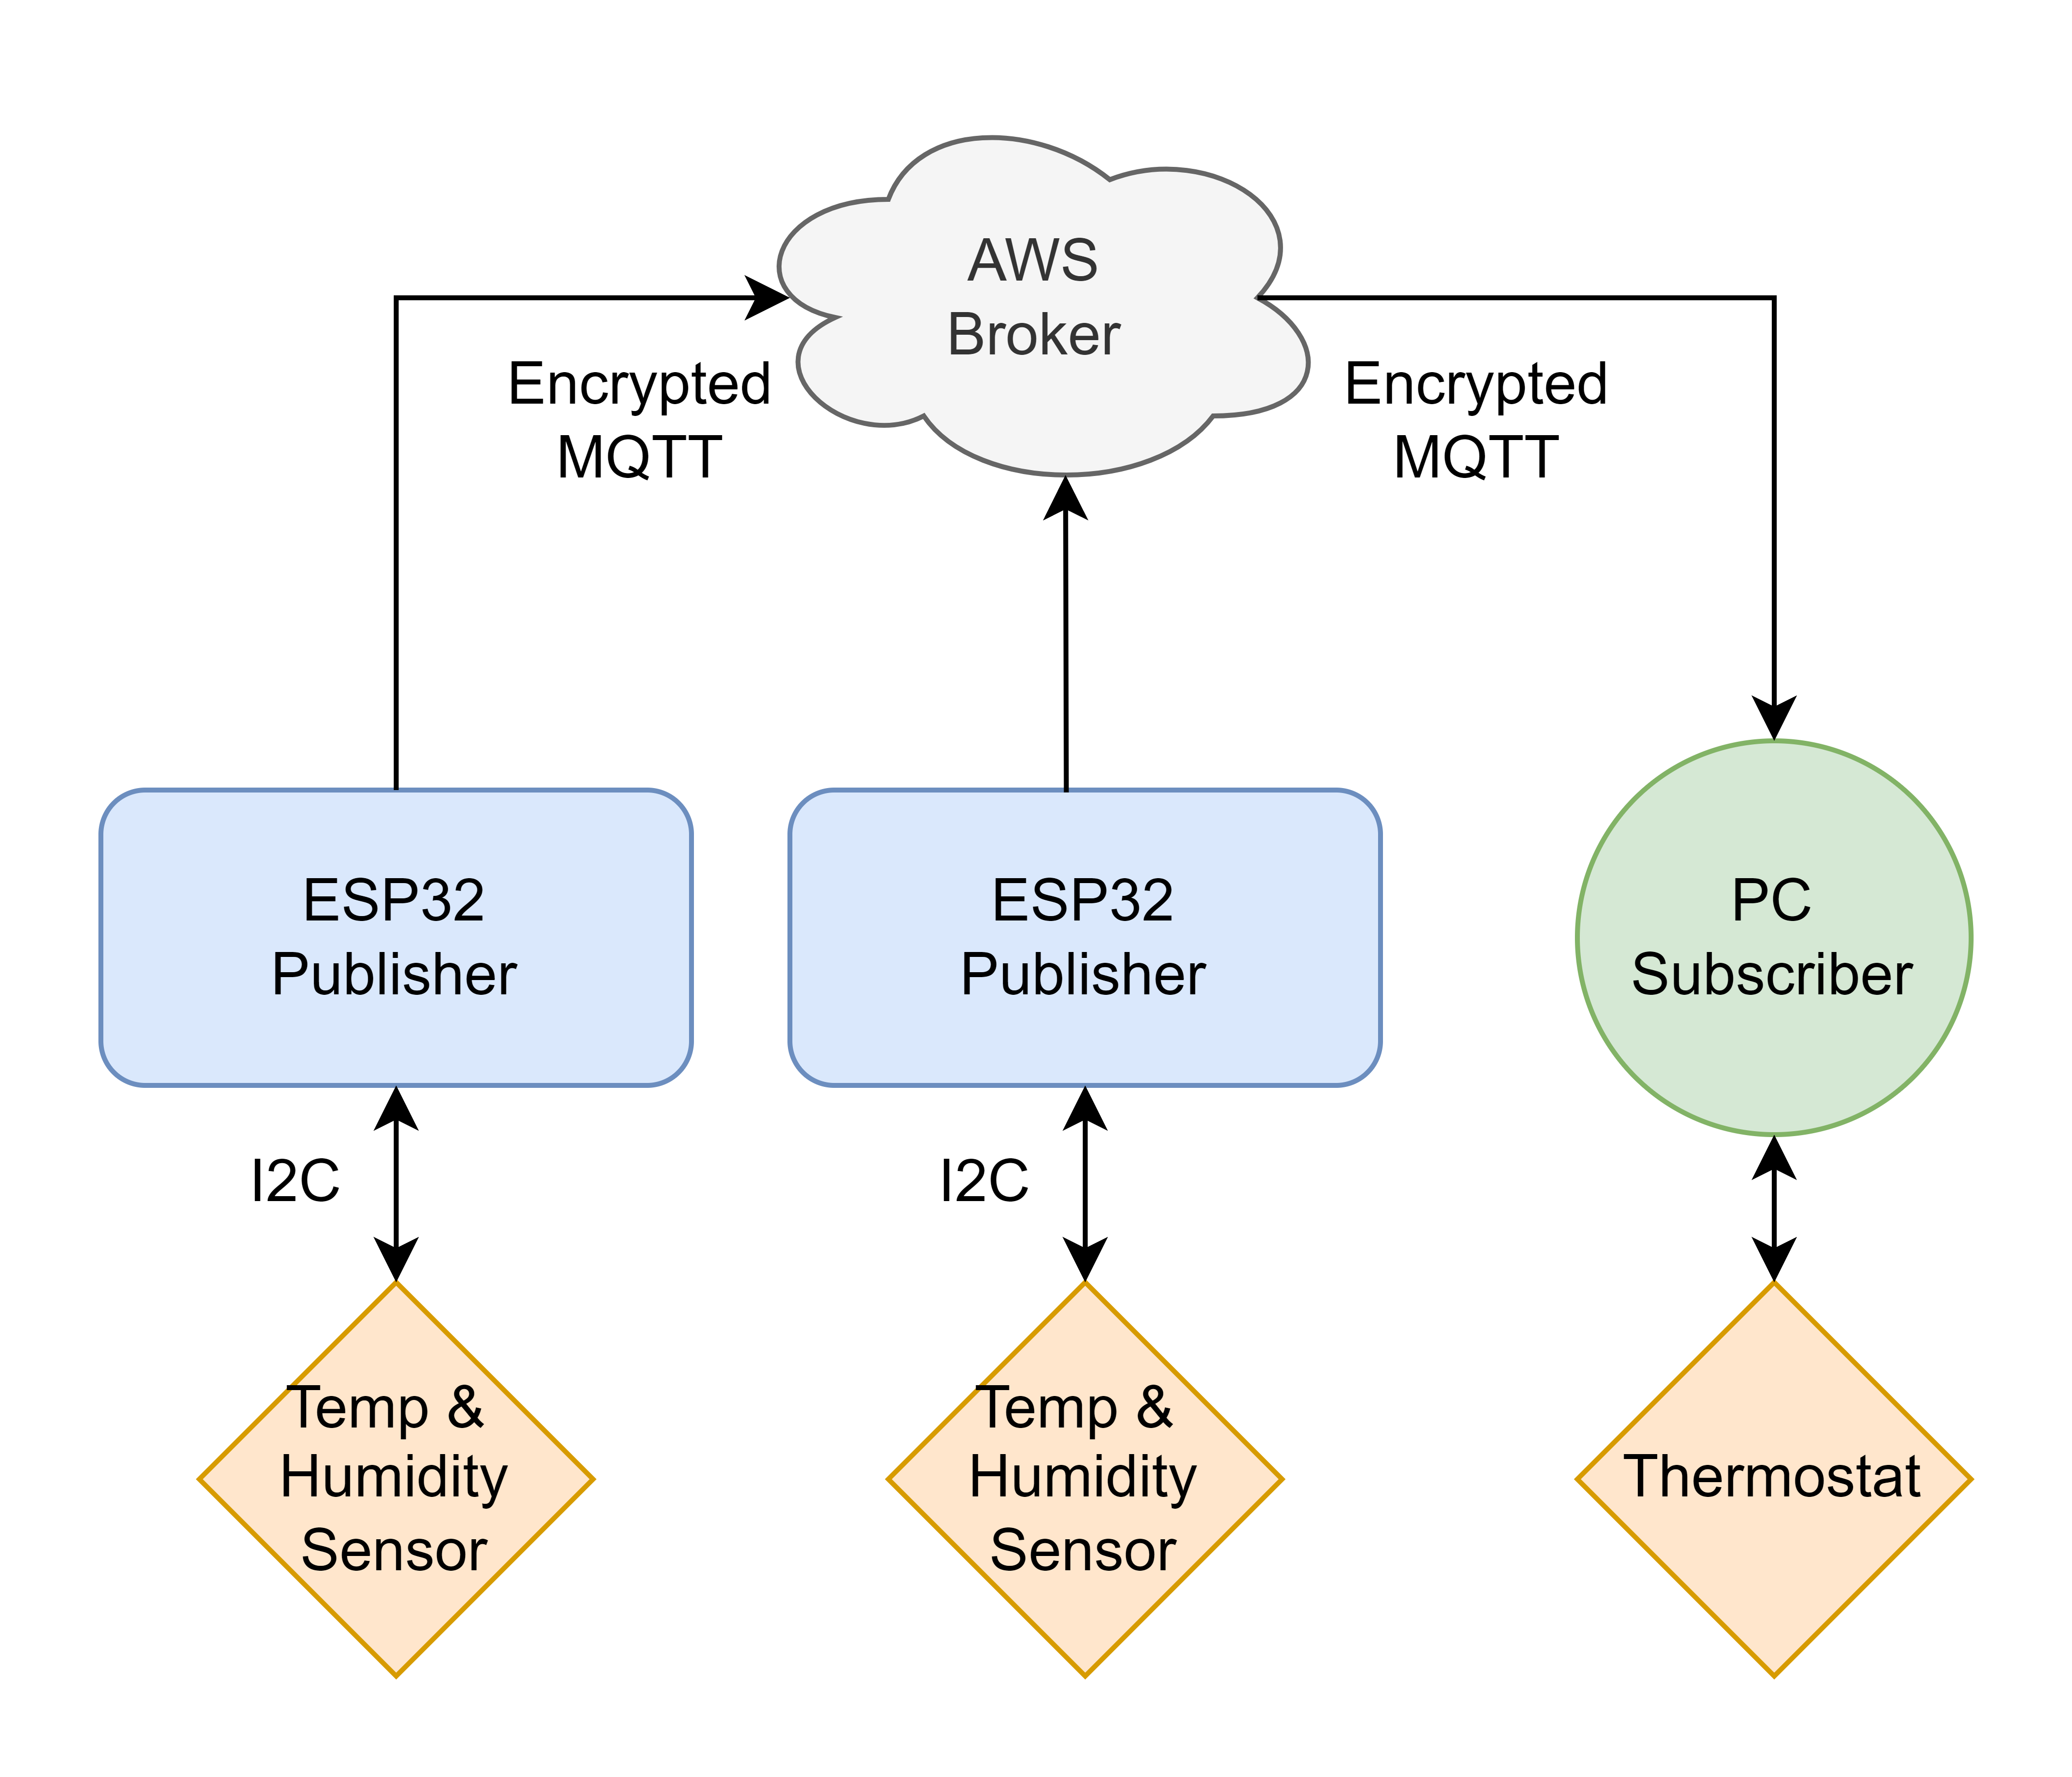 AWS
Broker
Encrypted
MQTT
Encrypted
MQTT
ESP32
Publisher
ESP32
Publisher
PC
Subscriber
I2C
I2C
Temp &
Humidity
Sensor
Temp &
Humidity
Sensor
Thermostat